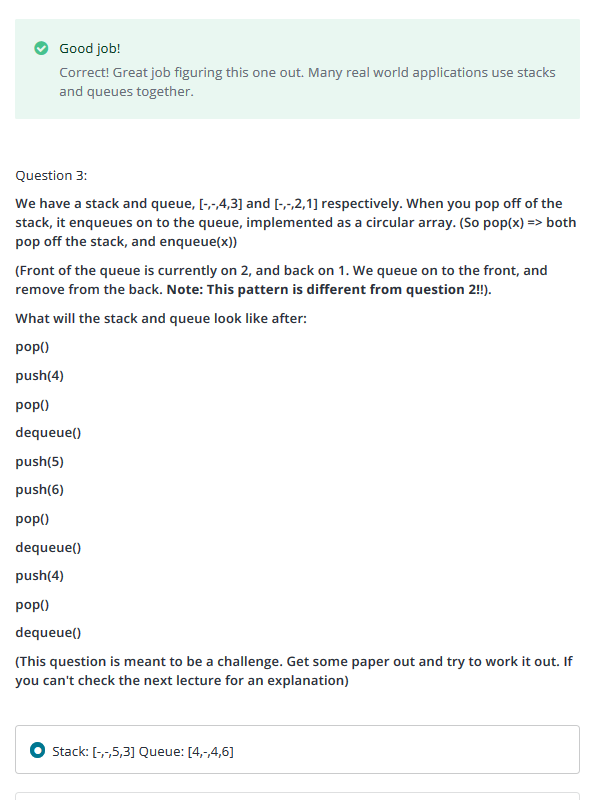 Good job!
Correct! Great job figuring this one out. Many real world applications use stacks
and queues together.
Question 3:
We have a stack and queue, [-,-,4,3] and [-,-,2,1] respectively. When you pop off of the
stack, it enqueues on to the queue, implemented as a circular array. (So pop(x) => both
pop off the stack, and enqueue(x))
(Front of the queue is currently on 2, and back on 1. We queue on to the front, and
remove from the back. Note: This pattern is different from question 2!!).
What will the stack and queue look like after:
pop()
push(4)
pop()
dequeue()
push(5)
push(6)
pop()
dequeue()
push(4)
pop()
dequeue()
(This question is meant to be a challenge. Get some paper out and try to work it out. If
you can't check the next lecture for an explanation)
Stack: [-,-,5,3] Queue: [4,-,4,6]